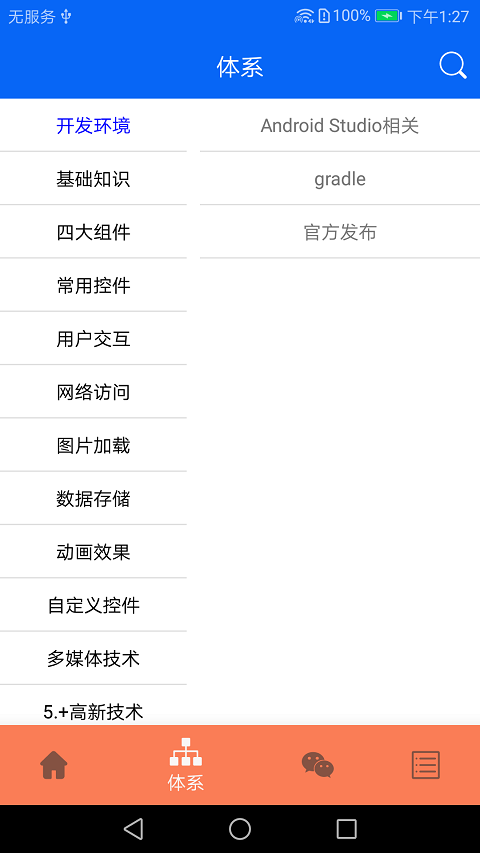 无服务 100% 下午1:27
体系
开发环境
Android Studio相关
基础知识
gradle
四大组件
官方发布
常用控件
用户交互
网络访问
图片加载
数据存储
动画效果
自定义控件
多媒体技术
5.+高新技术
体系